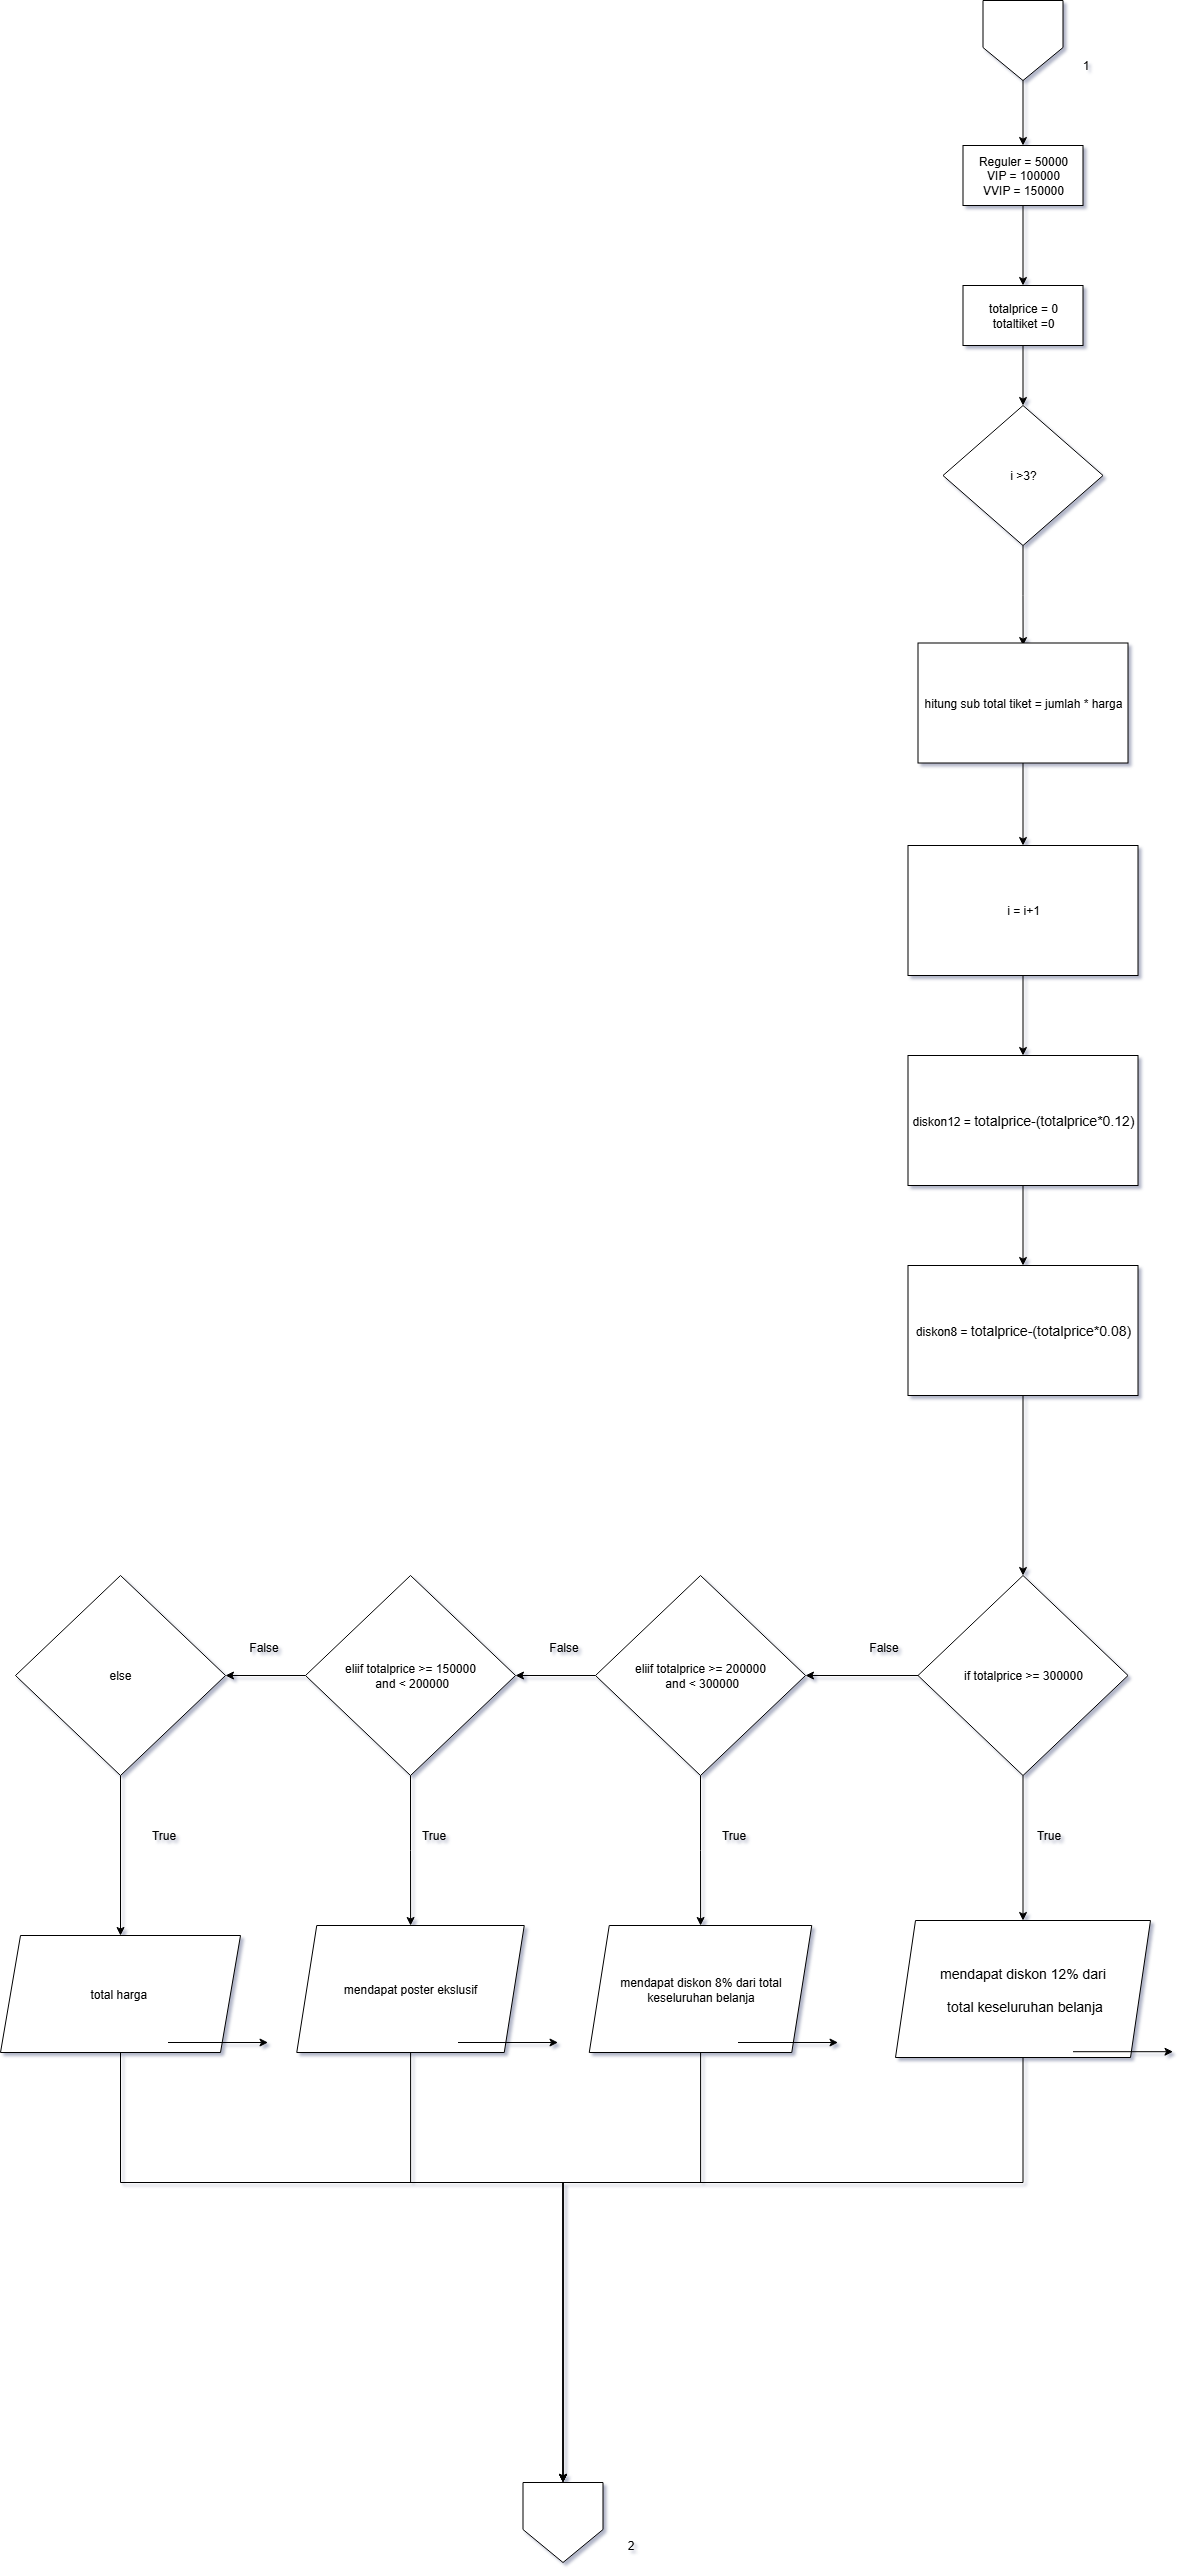 1
Reguler = 50000
VIP = 100000
VVIP = 150000
totalprice = 0
totaltiket =0
i >3?
hitung sub total tiket = jumlah * harga
i = i+1
diskon12 = totalprice-(totalprice*0.12)
diskon8 = totalprice-(totalprice*0.08)
if totalprice >= 300000
False
eliif totalprice >= 200000
and < 300000
False
eliif totalprice >= 150000
and < 200000
False
else
True
True
True
True
total harga
mendapat poster ekslusif
mendapat diskon 8% dari total
keseluruhan belanja
mendapat diskon 12% dari
total keseluruhan belanja
2